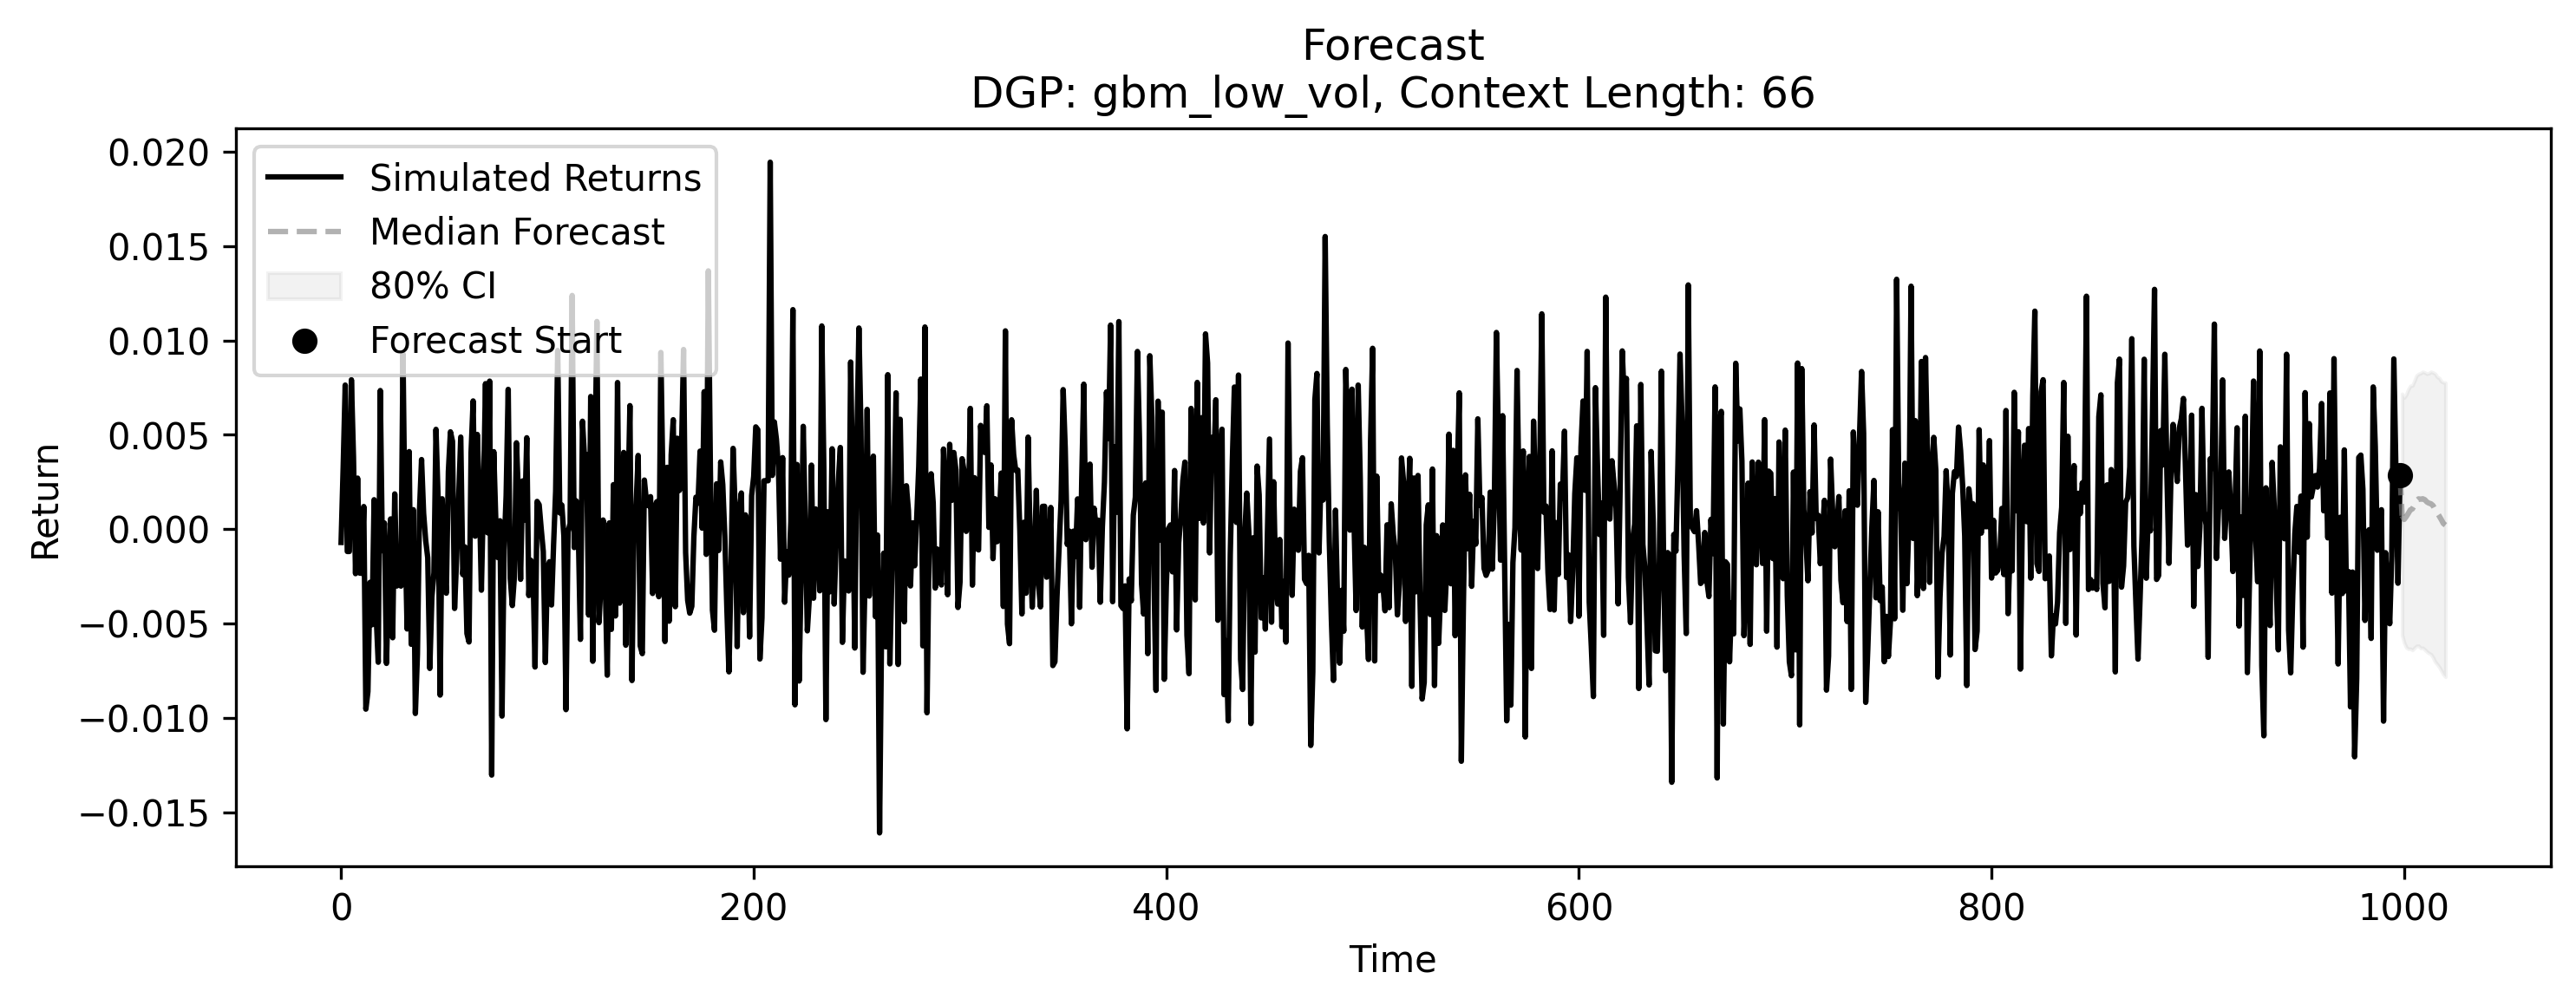 Forecast
DGP: gbm_low_vol, Context Length: 66
0.020
0.015
0.010
0.005
0.000
−0.005
−0.010
−0.015
Return
Simulated Returns
Median Forecast
80% CI
Forecast Start
0
200
400
600
800
1000
Time